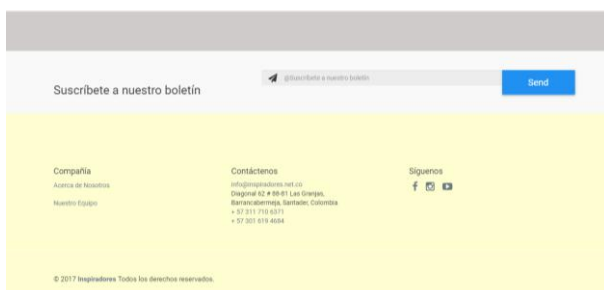 Suscríbete a nuestro boletín
@Suscríbete a nuestro boletín
Send
Compañía
Acerca de Nosotros
Nuestro Equipo
Contáctenos
info@inspiradores.net.co
Diagonal 62 # 88-81 Las Granjas,
Barrancabermeja, Santader, Colombia
+ 57 311 710 6371
+ 57 301 619 4684
Síguenos
© 2017 Inspiradores Todos los derechos reservados.